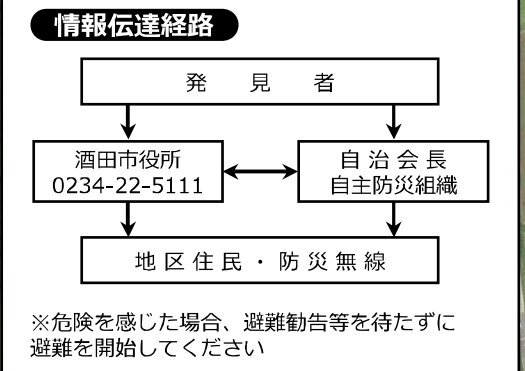 情報伝達経路
発見者
酒田市役所
0234-22-5111
自治会長
自主防災組織
地区住民・防災無線
※危険を感じた場合、避難勧告等を待たずに
避難を開始してください